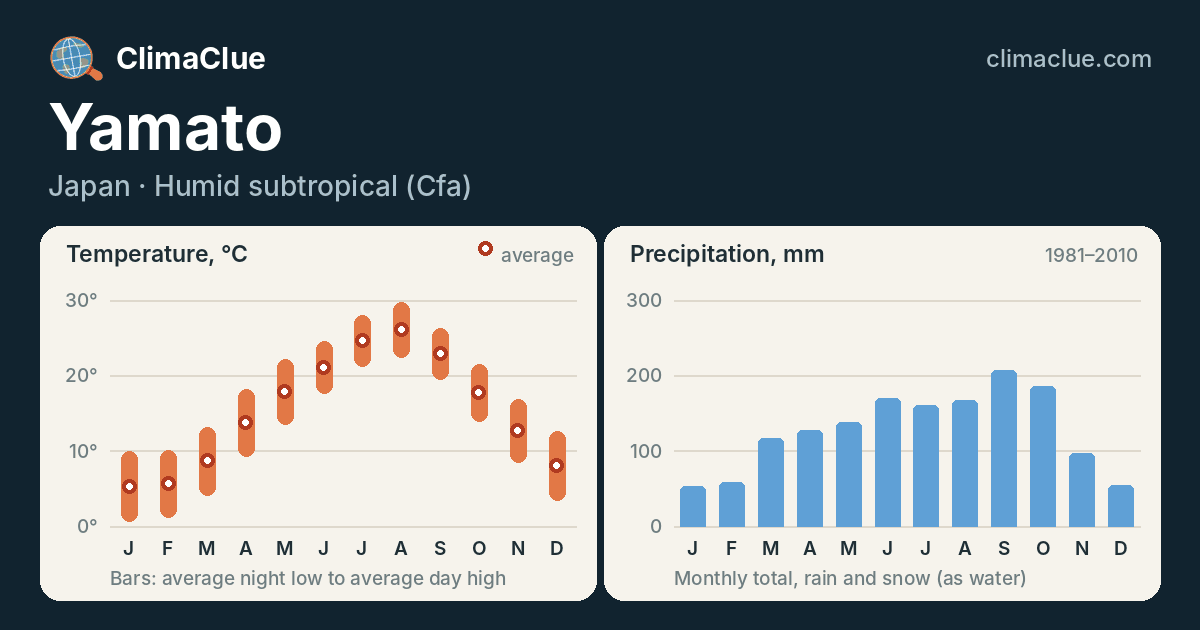 ClimaClue
climaclue.com
Yamato
Japan · Humid subtropical (Cfa)
Temperature, °C
average
30°
20°
10°
0°
J F M A M J J A S O N D
Bars: average night low to average day high
Precipitation, mm
1981–2010
300
200
100
0
J F M A M J J A S O N D
Monthly total, rain and snow (as water)